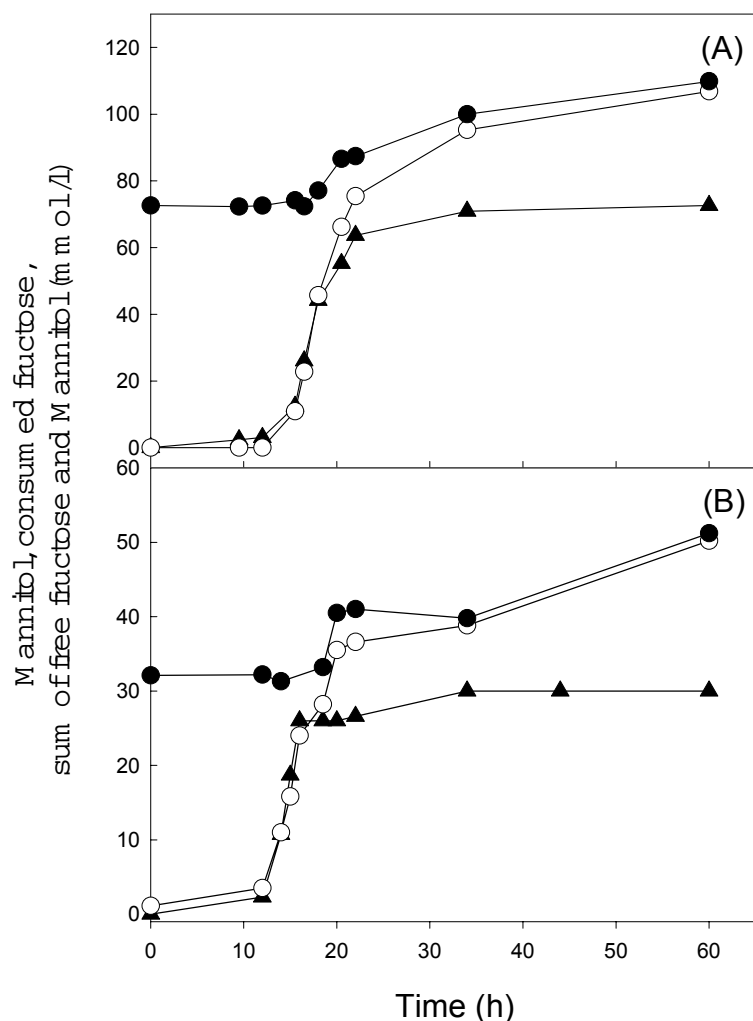 Mannitol, consumed fructose,
sum of free fructose and Mannitol (mmol/l)
(A)
120
100
80
60
40
20
0
(B)
60
50
40
30
20
10
0
0 10 20 30 40 50 60
Time (h)